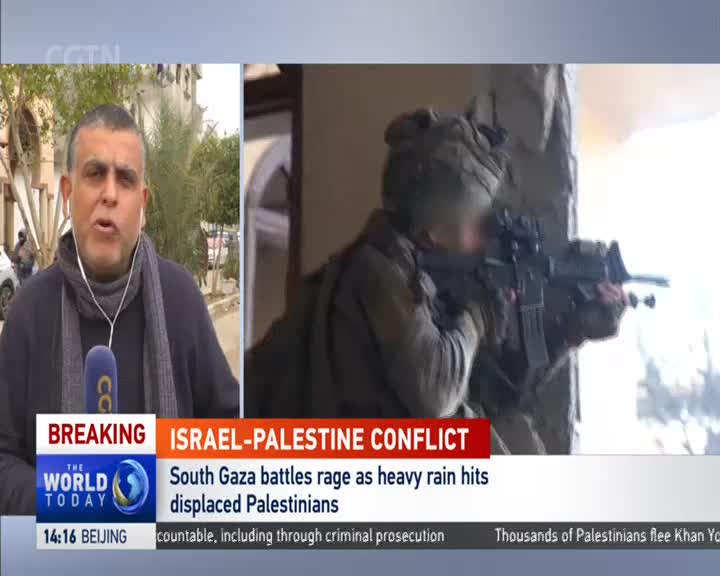 CGTN
CG
BREAKING
ISRAEL-PALESTINE CONFLICT
THE
WORLD
TODAY
South Gaza battles rage as heavy rain hits
displaced Palestinians
14:16 BEIJING
countable, including through criminal prosecution
Thousands of Palestinians flee Khan Yo